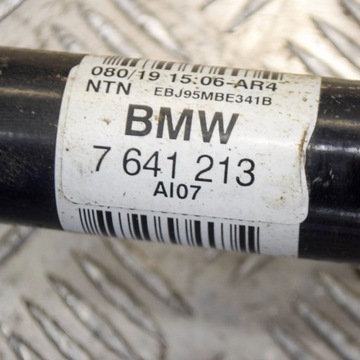 080/19 15:06-AR4
NTN EBJ95MBE341B
BMW
7 641 213
AI07